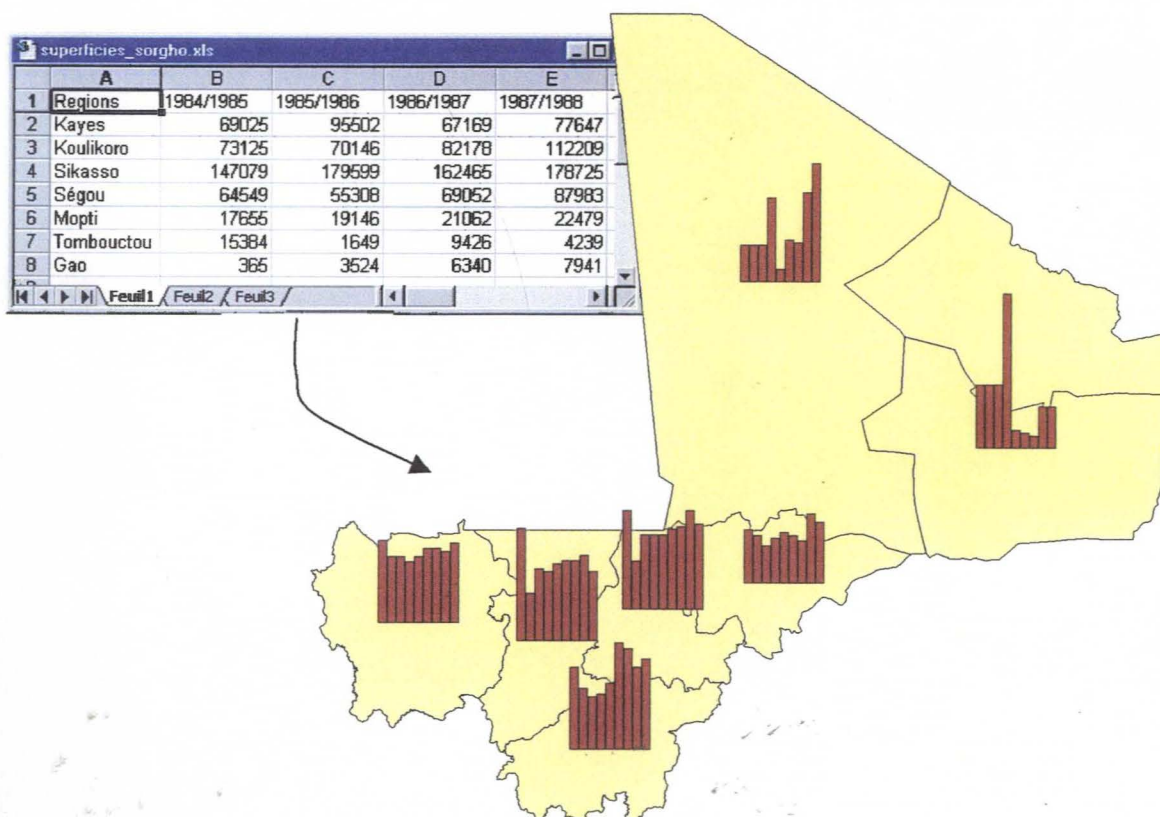 superficies_sorgho.xls
A B C D E
1 Regions 1984/1985 1985/1986 1986/1987 1987/1988
2 Kayes 69025 95502 67169 77647
3 Koulikoro 73125 70146 82178 112209
4 Sikasso 147079 179599 162465 178725
5 Ségou 64549 55308 69052 87983
6 Mopti 17655 19146 21062 22479
7 Tombouctou 15384 1649 9426 4239
8 Gao 365 3524 6340 7941
Feuil1 Feuil2 Feuil3